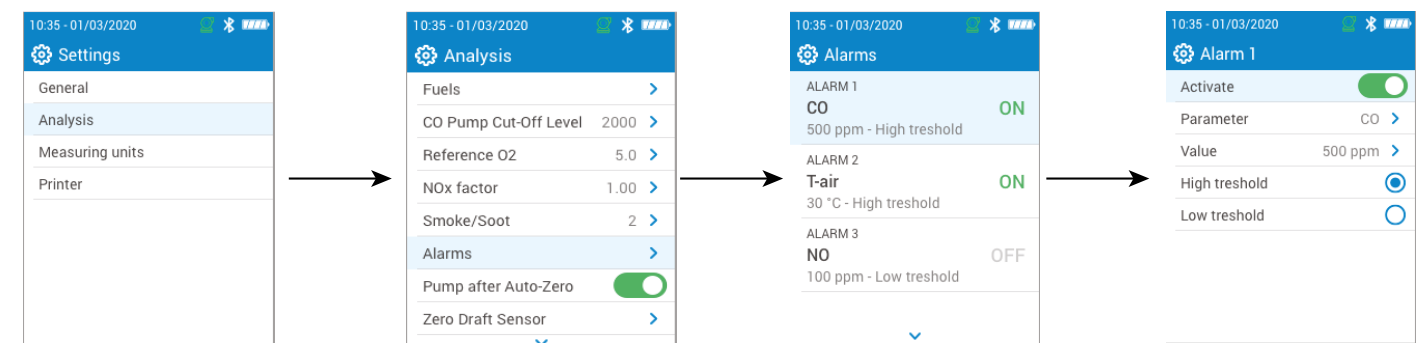 10:35 - 01/03/2020
Settings
General
Analysis
Measuring units
Printer
10:35 - 01/03/2020
Analysis
Fuels
CO Pump Cut-Off Level 2000
Reference O2 5.0
NOx factor 1.00
Smoke/Soot 2
Alarms
Pump after Auto-Zero
Zero Draft Sensor
10:35 - 01/03/2020
Alarms
ALARM 1
CO ON
500 ppm - High treshold
ALARM 2
T-air ON
30 °C - High treshold
ALARM 3
NO OFF
100 ppm - Low treshold
10:35 - 01/03/2020
Alarm 1
Activate
Parameter CO
Value 500 ppm
High treshold
Low treshold